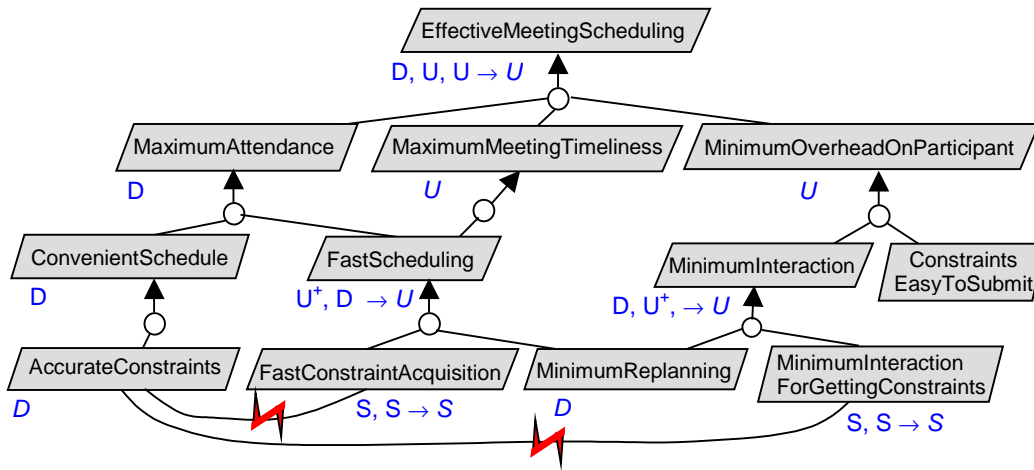 EffectiveMeetingScheduling
D, U, U → U
MaximumAttendance
MaximumMeetingTimeliness
MinimumOverheadOnParticipant
D
U
U
ConvenientSchedule
FastScheduling
MinimumInteraction
Constraints
EasyToSubmit
D
U⁺, D → U
D, U⁺, → U
AccurateConstraints
FastConstraintAcquisition
MinimumReplanning
MinimumInteraction
ForGettingConstraints
D
S, S → S
D
S, S → S